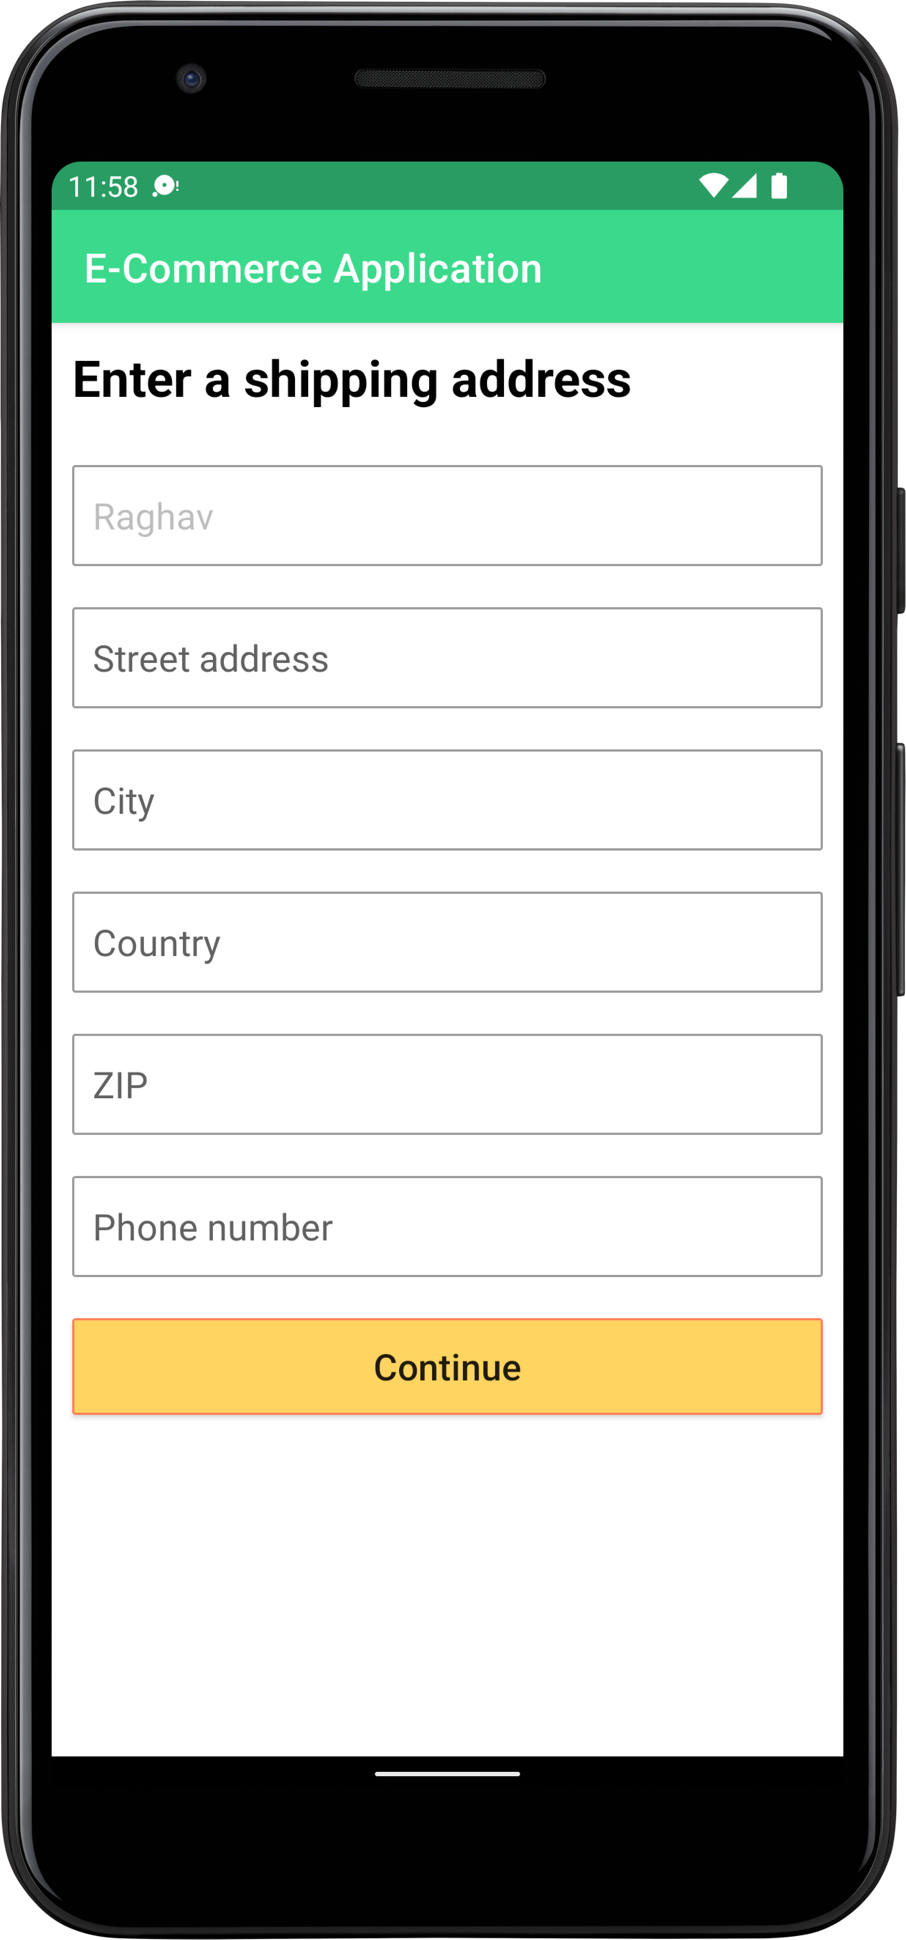 11:58
E-Commerce Application
Enter a shipping address
Raghav
Street address
City
Country
ZIP
Phone number
Continue